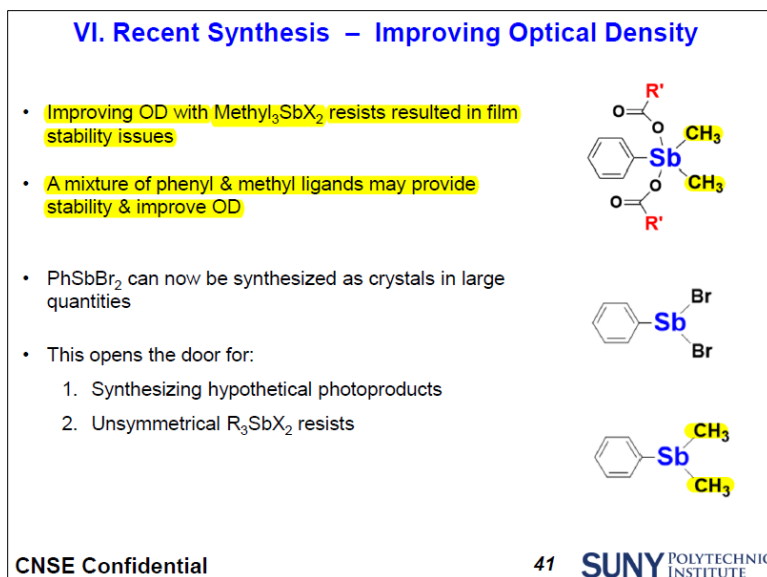 VI. Recent Synthesis – Improving Optical Density
• Improving OD with Methyl₃SbX₂ resists resulted in film
stability issues
• A mixture of phenyl & methyl ligands may provide
stability & improve OD
• PhSbBr₂ can now be synthesized as crystals in large
quantities
• This opens the door for:
1. Synthesizing hypothetical photoproducts
2. Unsymmetrical R₃SbX₂ resists
R'
O
O
CH₃
Sb
CH₃
O
O
R'
Br
Sb
Br
CH₃
Sb
CH₃
CNSE Confidential
41
SUNY POLYTECHNIC
INSTITUTE